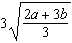 3√((2a + 3b)/3)